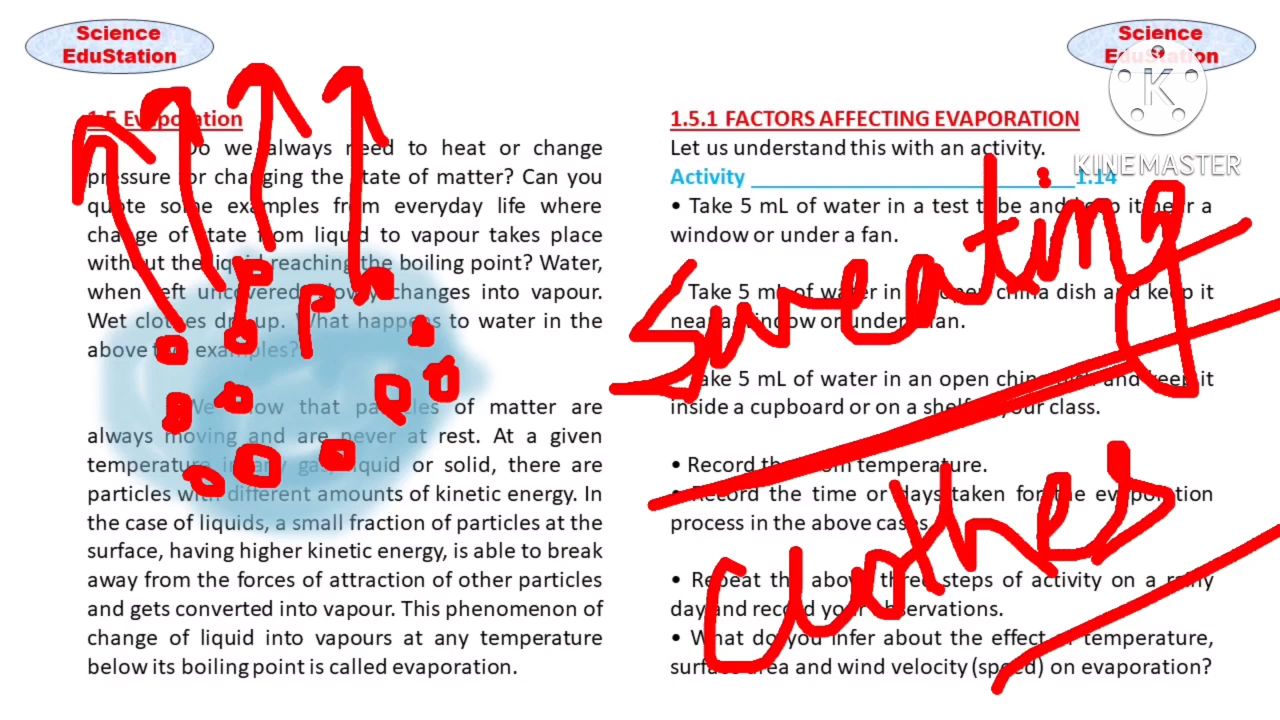 Science
EduStation
Science
EduStation
1.5 Evaporation
Do we always need to heat or change
pressure for changing the state of matter? Can you
quote some examples from everyday life where
change of state from liquid to vapour takes place
without the liquid reaching the boiling point? Water,
when left uncovered, slowly changes into vapour.
Wet clothes dry up. What happens to water in the
above two examples?
We know that particles of matter are
always moving and are never at rest. At a given
temperature in any gas, liquid or solid, there are
particles with different amounts of kinetic energy. In
the case of liquids, a small fraction of particles at the
surface, having higher kinetic energy, is able to break
away from the forces of attraction of other particles
and gets converted into vapour. This phenomenon of
change of liquid into vapours at any temperature
below its boiling point is called evaporation.
1.5.1 FACTORS AFFECTING EVAPORATION
Let us understand this with an activity.
Activity ______________________________1.14
• Take 5 mL of water in a test tube and keep it near a
window or under a fan.
• Take 5 mL of water in an open china dish and keep it
near a window or under a fan.
• Take 5 mL of water in an open china dish and keep it
inside a cupboard or on a shelf in your class.
• Record the room temperature.
• Record the time or days taken for the evaporation
process in the above cases.
• Repeat the above three steps of activity on a rainy
day and record your observations.
• What do you infer about the effect of temperature,
surface area and wind velocity (speed) on evaporation?
K
KINEMASTER
Sweating
Clothes